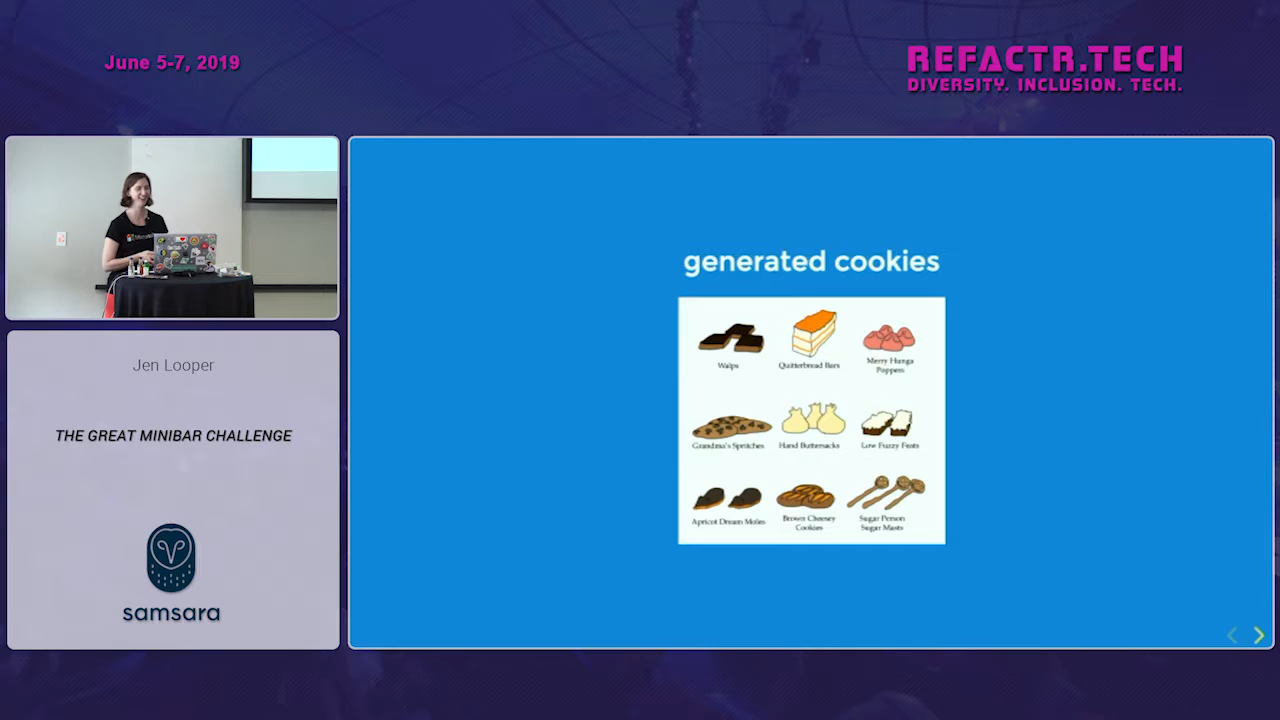 June 5-7, 2019
REFACTR.TECH
DIVERSITY. INCLUSION. TECH.
Jen Looper
THE GREAT MINIBAR CHALLENGE
samsara
generated cookies
Walps
Quitterbread Bars
Merry Hunga
Poppers
Grandma's Spritches
Hand Buttersacks
Low Fuzzy Feats
Apricot Dream Moles
Brown Cheesey
Cookies
Sugar Person
Sugar Masts